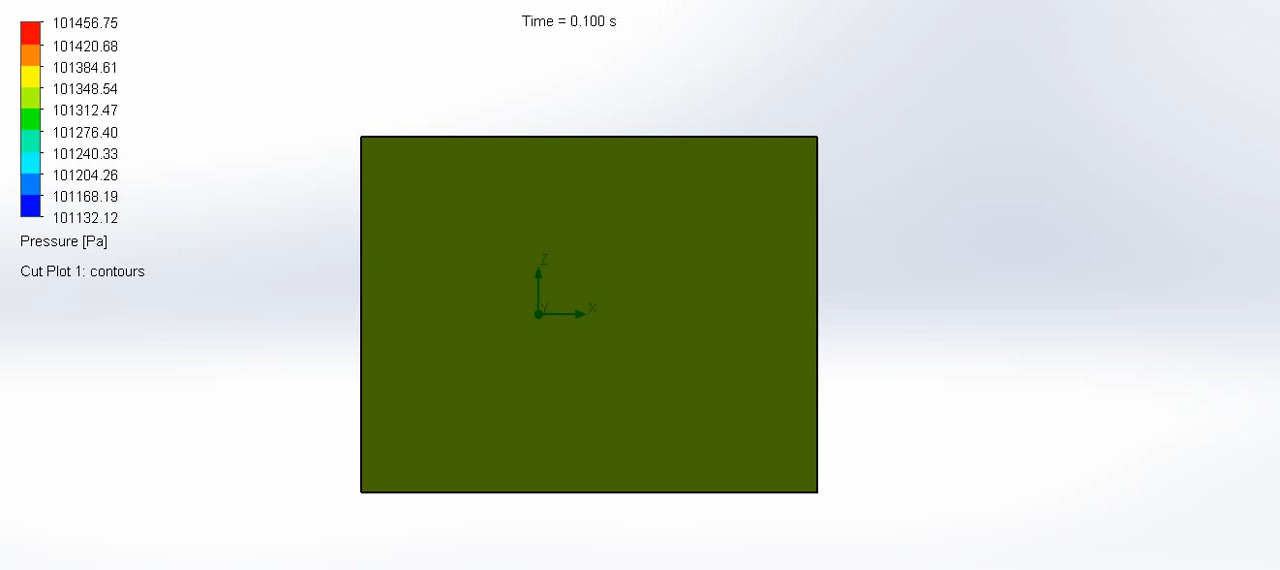 Time = 0.100 s
101456.75
101420.68
101384.61
101348.54
101312.47
101276.40
101240.33
101204.26
101168.19
101132.12
Pressure [Pa]
Cut Plot 1: contours
Z
Y
X